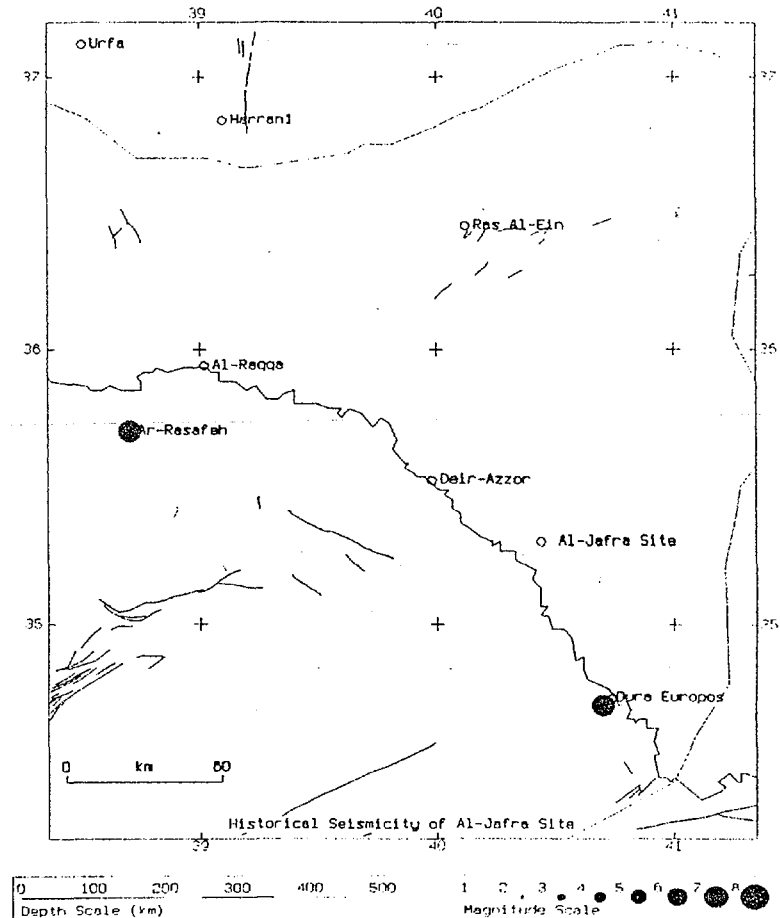 39 40 41
Urfa
37 37
Harran1
Ras Al-Ein
36 36
Al-Raqqa
Ar-Rasafeh
Deir-Azzor
Al-Jafra Site
35 35
Dura Europos
0 km 60
Historical Seismicity of Al-Jafra Site
39 40 41
0 100 200 300 400 500 1 2 3 4 5 6 7 8
Depth Scale (km) Magnitude Scale